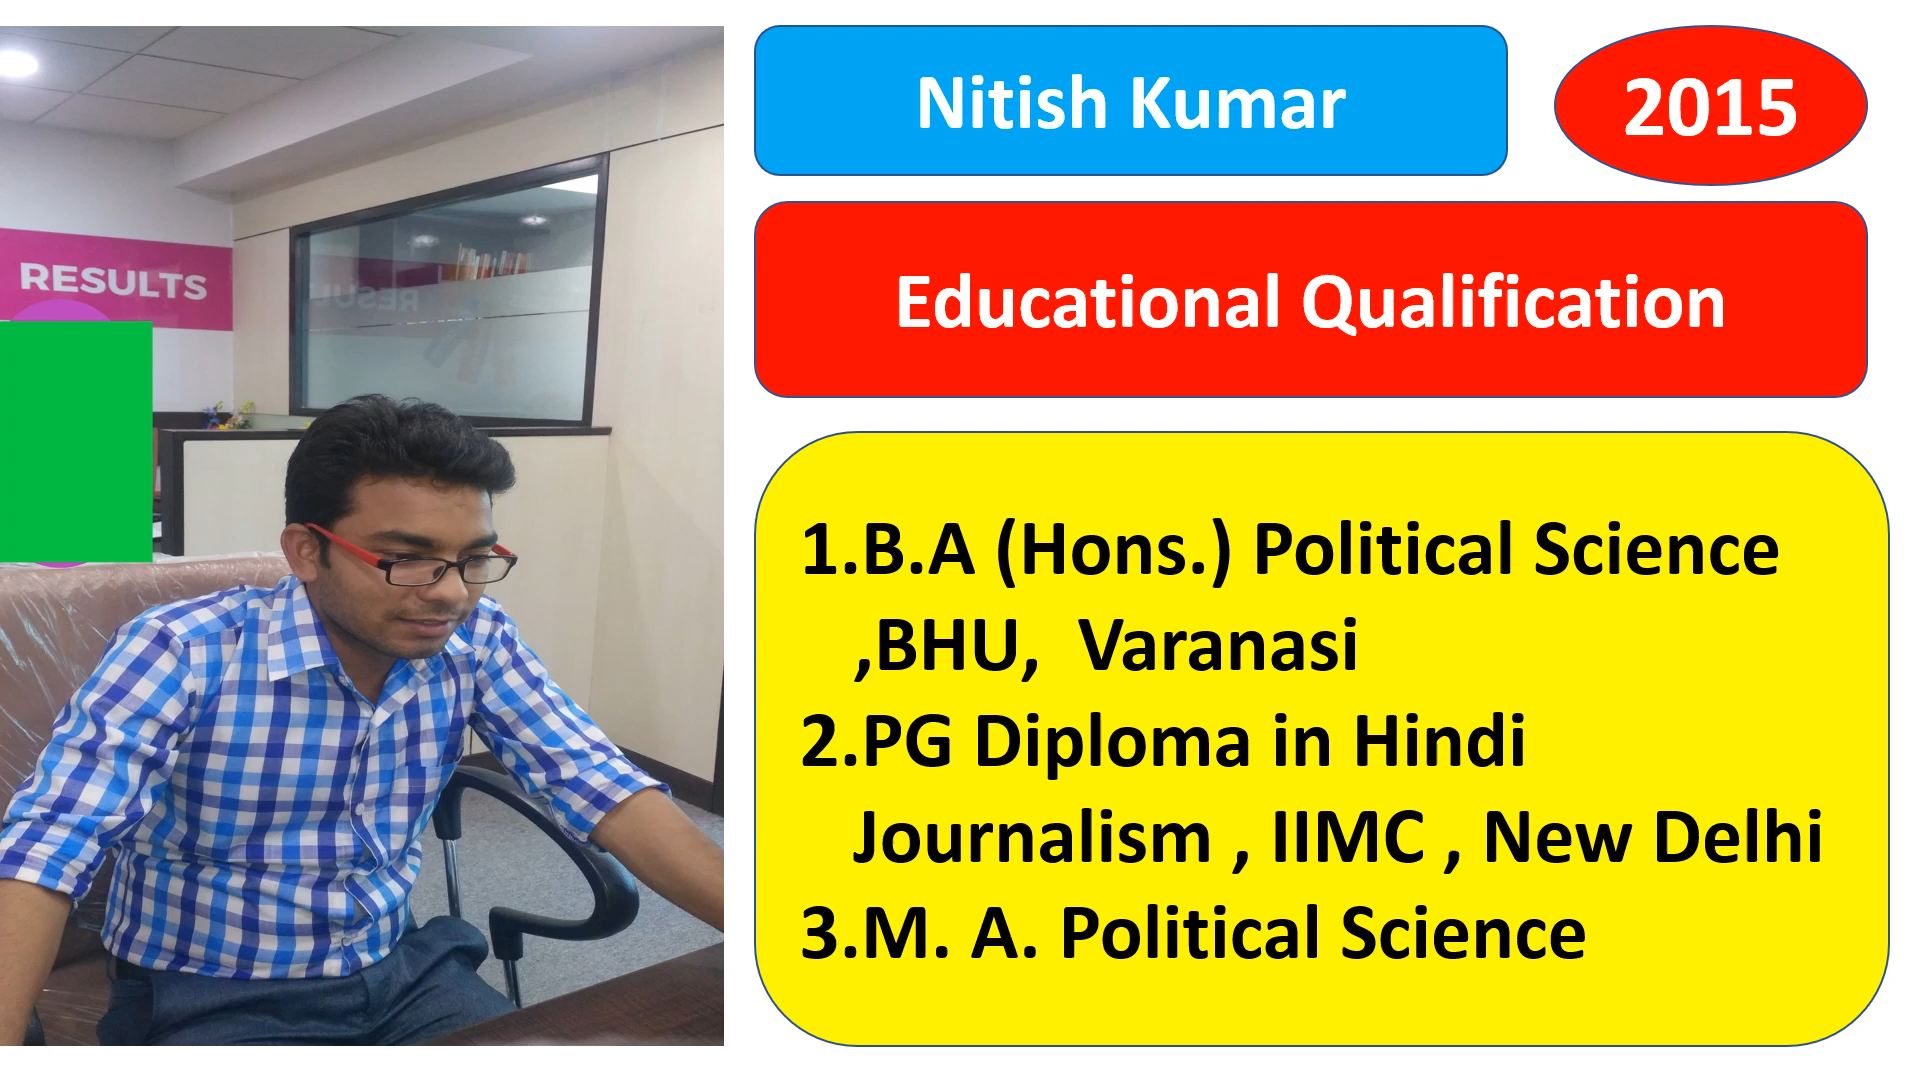 Nitish Kumar
2015
RESULTS
Educational Qualification
1.B.A (Hons.) Political Science
,BHU, Varanasi
2.PG Diploma in Hindi
Journalism , IIMC , New Delhi
3.M. A. Political Science